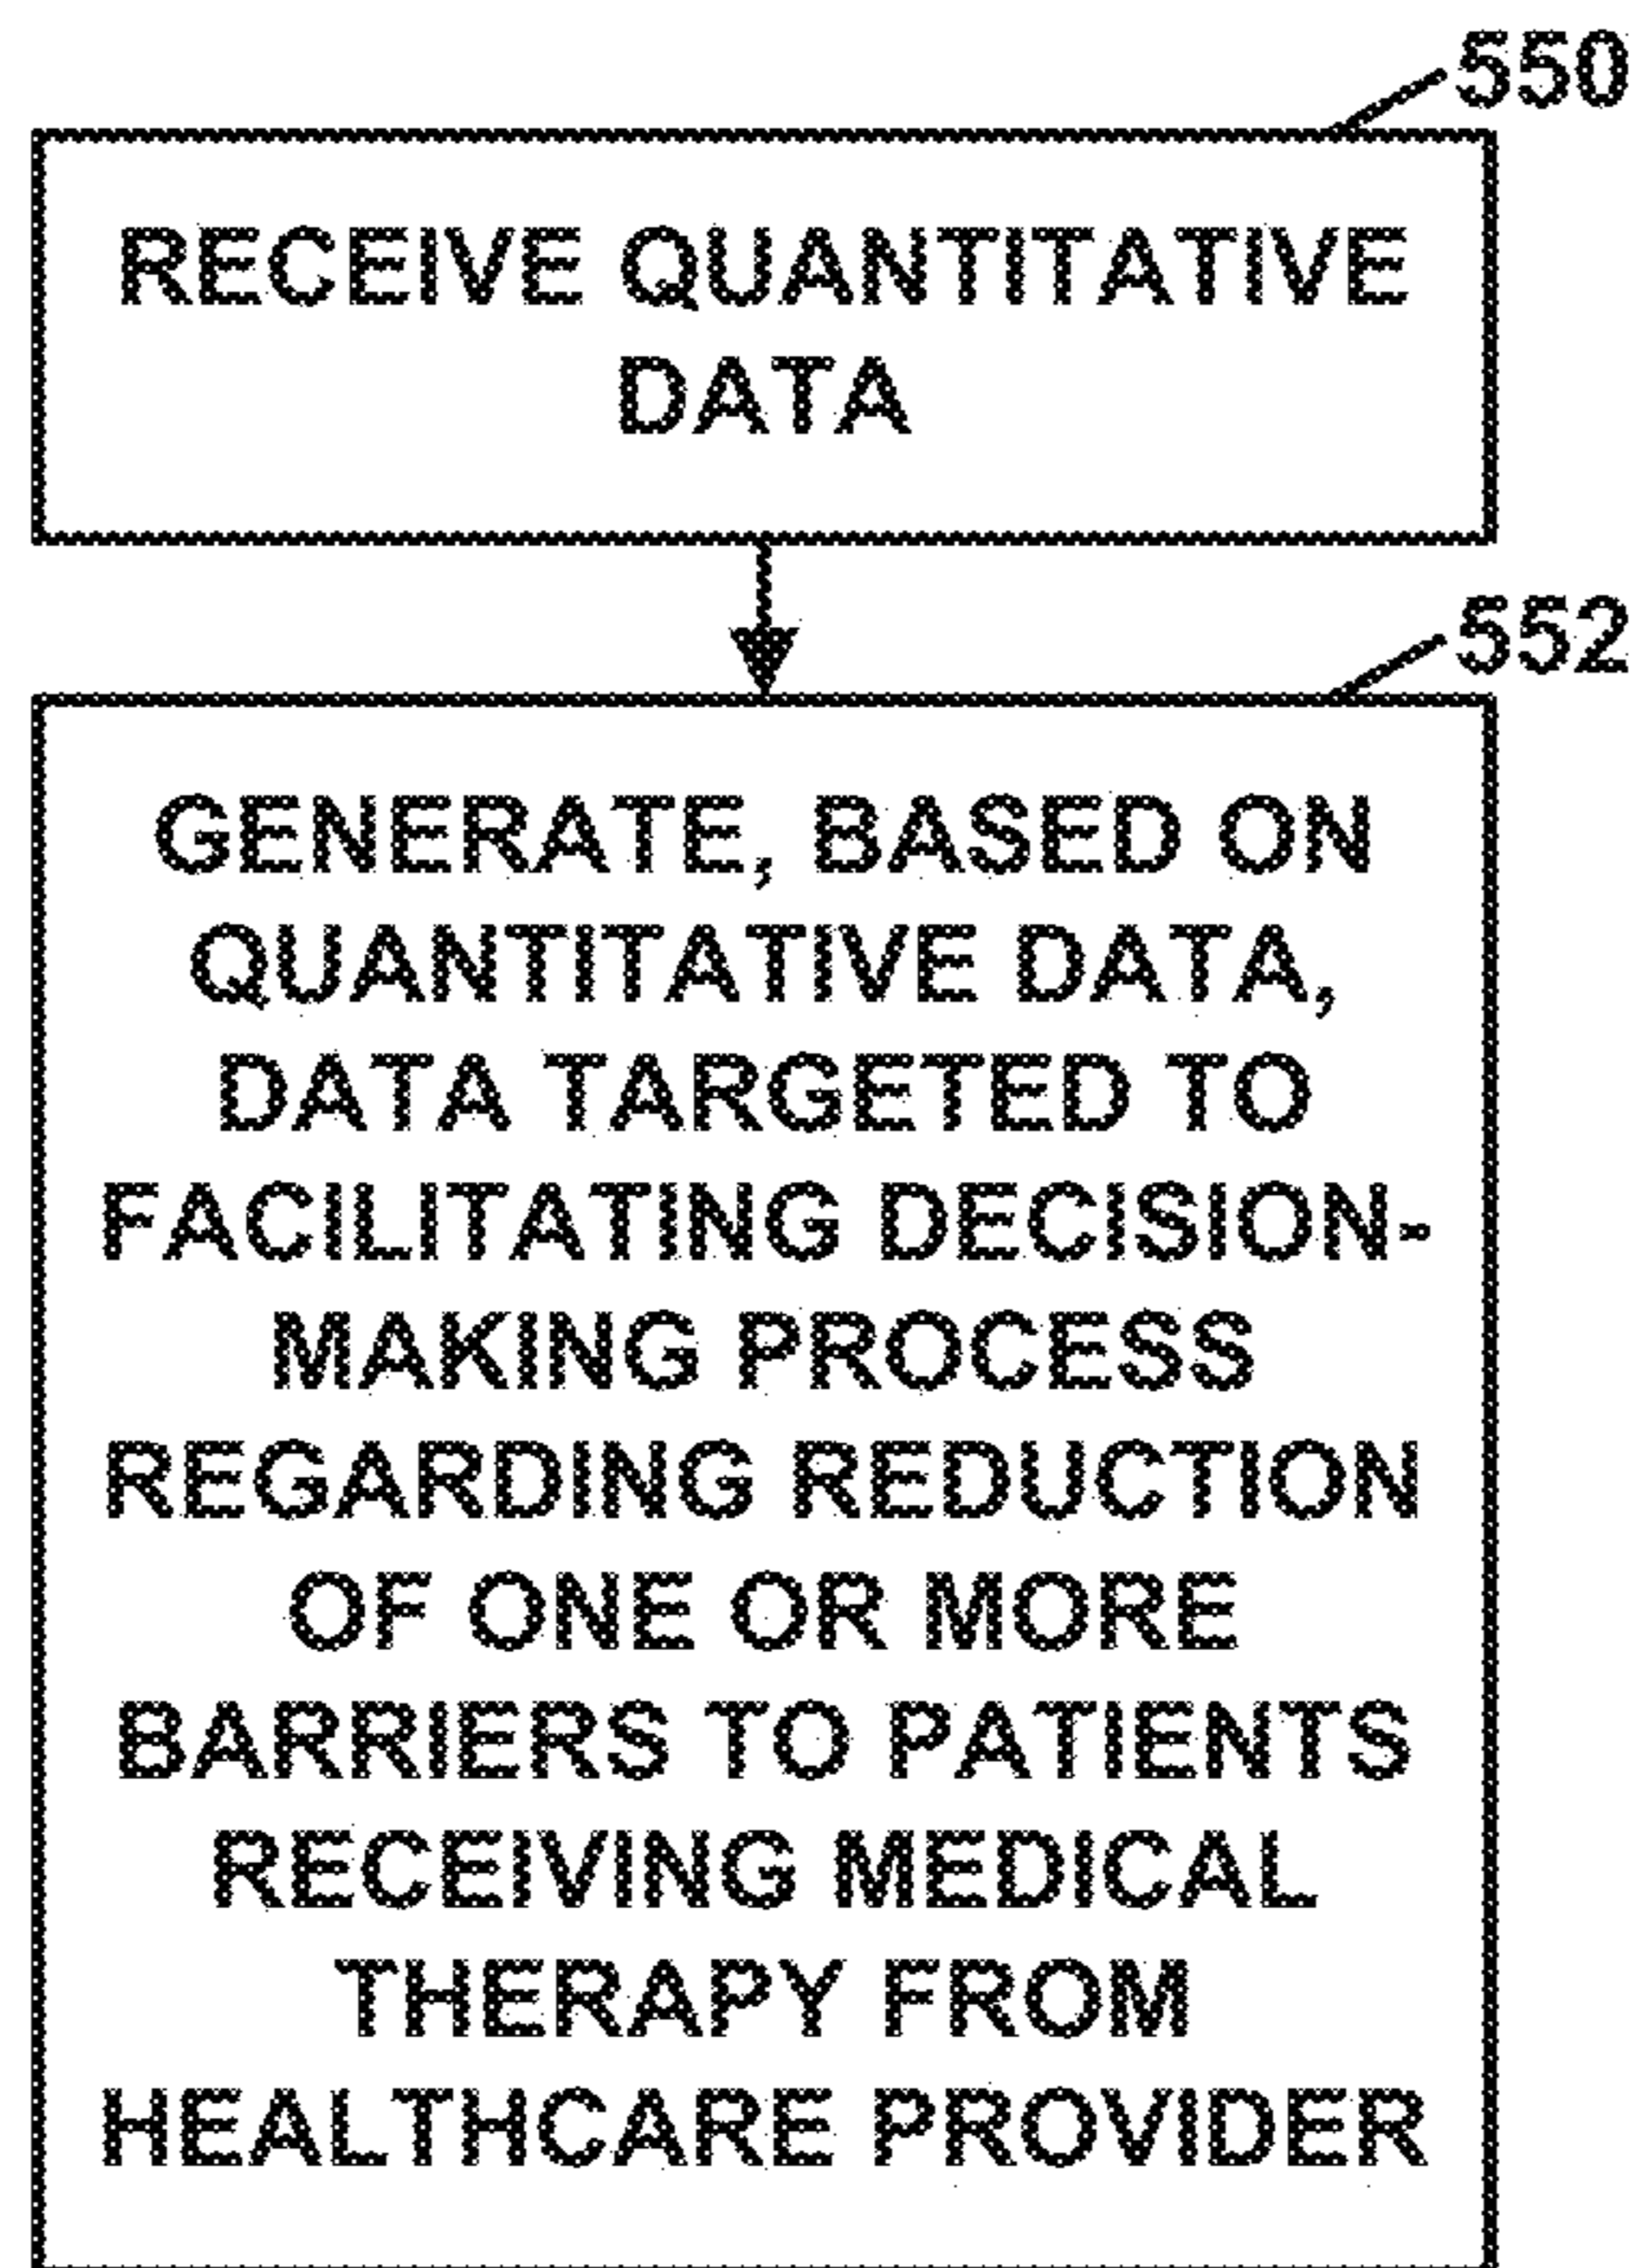 550
RECEIVE QUANTITATIVE
DATA
552
GENERATE, BASED ON
QUANTITATIVE DATA,
DATA TARGETED TO
FACILITATING DECISION-
MAKING PROCESS
REGARDING REDUCTION
OF ONE OR MORE
BARRIERS TO PATIENTS
RECEIVING MEDICAL
THERAPY FROM
HEALTHCARE PROVIDER